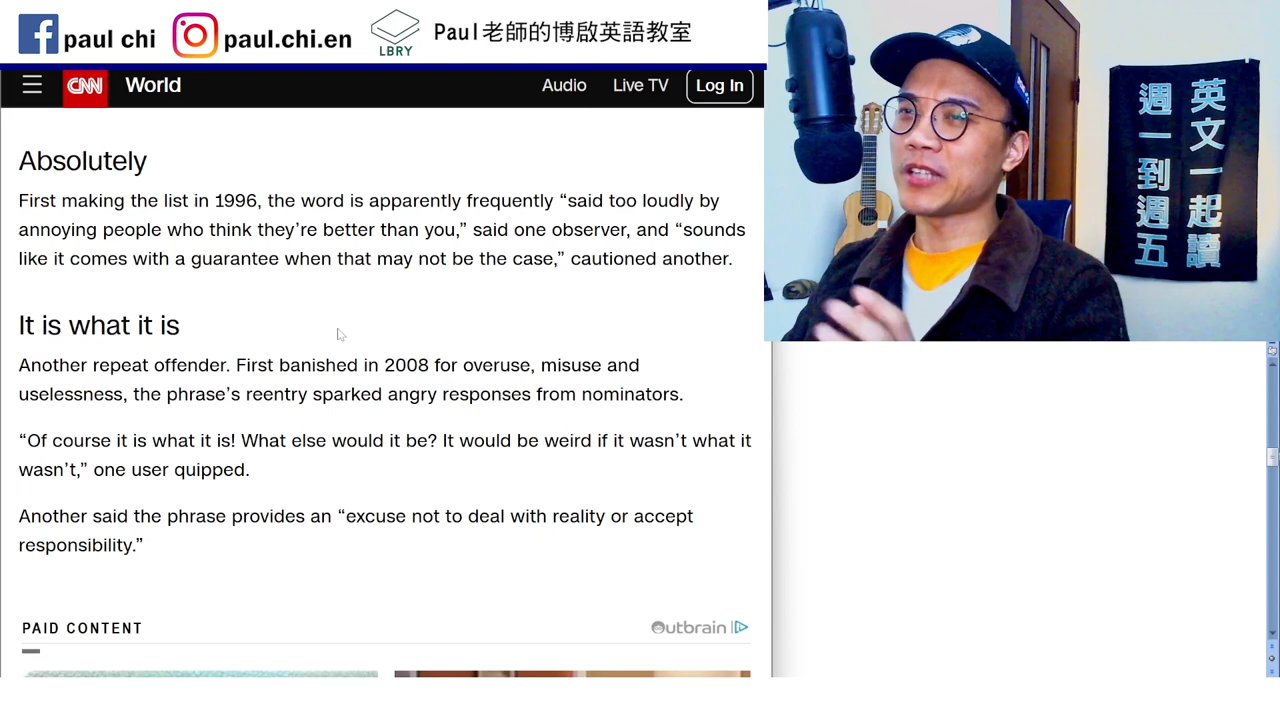 paul chi
paul.chi.en
LBRY
Paul老師的博啟英語教室
CNN World Audio Live TV Log In
Absolutely
First making the list in 1996, the word is apparently frequently “said too loudly by
annoying people who think they’re better than you,” said one observer, and “sounds
like it comes with a guarantee when that may not be the case,” cautioned another.
It is what it is
Another repeat offender. First banished in 2008 for overuse, misuse and
uselessness, the phrase’s reentry sparked angry responses from nominators.
“Of course it is what it is! What else would it be? It would be weird if it wasn’t what it
wasn’t,” one user quipped.
Another said the phrase provides an “excuse not to deal with reality or accept
responsibility.”
PAID CONTENT
Outbrain
英文一起讀
週一到週五